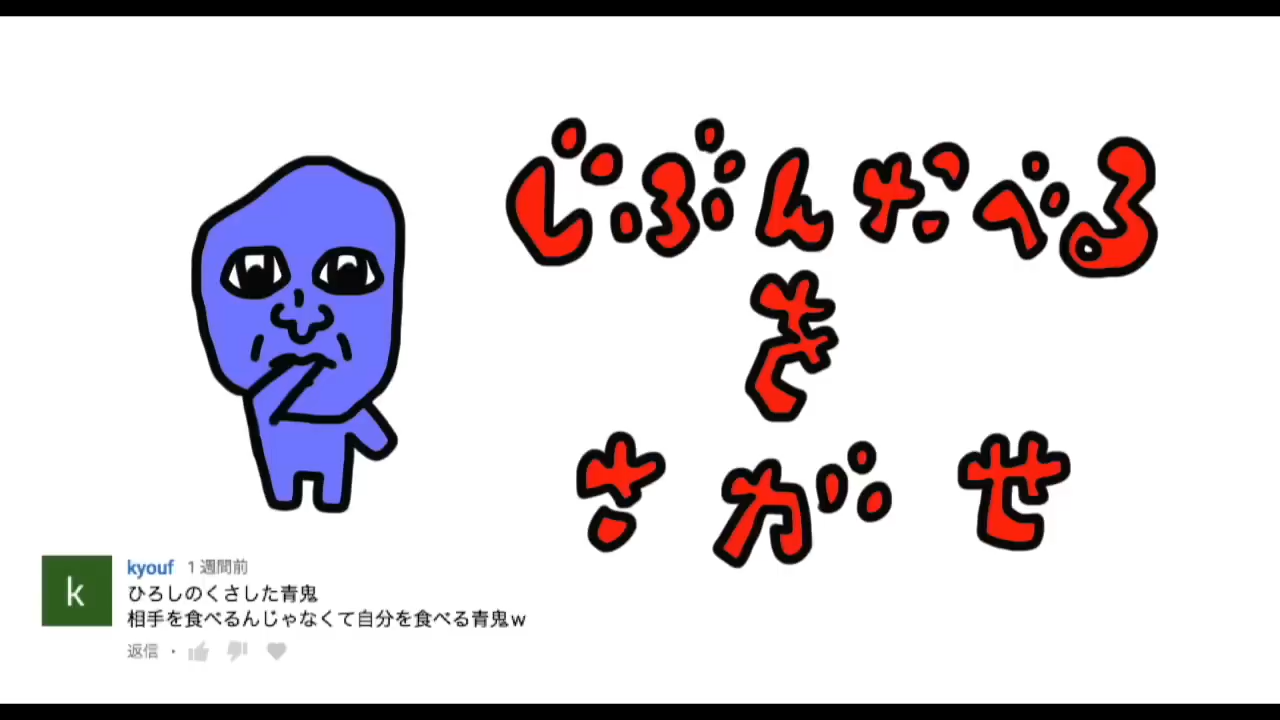 じぶんたべる
を
さがせ
k
kyouf 1 週間前
ひろしのくさした青鬼
相手を食べるんじゃなくて自分を食べる青鬼w
返信 ・